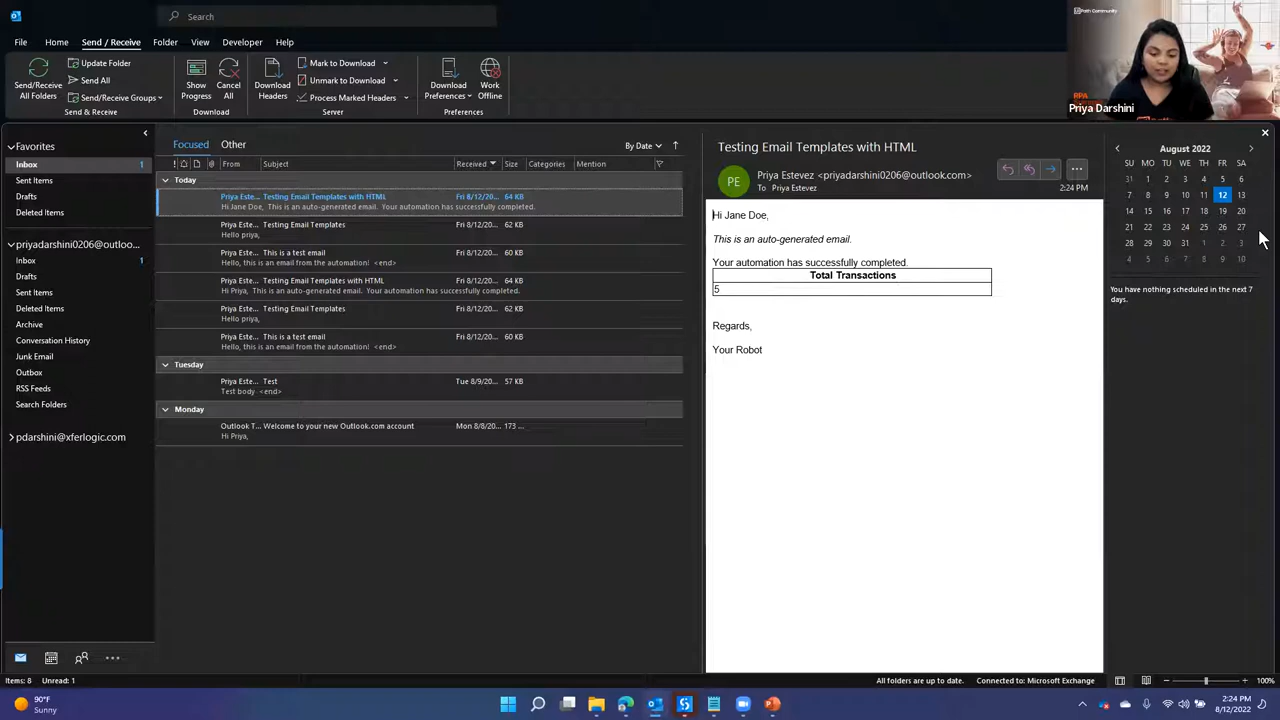 Search
File Home Send / Receive Folder View Developer Help
Send/Receive
All Folders
Update Folder
Send All
Send/Receive Groups
Send & Receive
Show
Progress
Cancel
All
Download
Download
Headers
Mark to Download
Unmark to Download
Process Marked Headers
Server
Download
Preferences
Work
Offline
Preferences
Path Community
RPA
Priya Darshini
Favorites
Inbox 1
Sent Items
Drafts
Deleted Items
priyadarshini0206@outloo...
Inbox 1
Drafts
Sent Items
Deleted Items
Archive
Conversation History
Junk Email
Outbox
RSS Feeds
Search Folders
pdarshini@xferlogic.com
Focused Other By Date
From Subject Received Size Categories Mention
Today
Priya Este... Testing Email Templates with HTML Fri 8/12/20... 64 KB
Hi Jane Doe, This is an auto-generated email. Your automation has successfully completed.
Priya Este... Testing Email Templates Fri 8/12/20... 62 KB
Hello priya,
Priya Este... This is a test email Fri 8/12/20... 60 KB
Hello, this is an email from the automation! <end>
Priya Este... Testing Email Templates with HTML Fri 8/12/20... 64 KB
Hi Priya, This is an auto-generated email. Your automation has successfully completed.
Priya Este... Testing Email Templates Fri 8/12/20... 62 KB
Hello priya,
Priya Este... This is a test email Fri 8/12/20... 60 KB
Hello, this is an email from the automation! <end>
Tuesday
Priya Este... Test Tue 8/9/20... 57 KB
Test body <end>
Monday
Outlook T... Welcome to your new Outlook.com account Mon 8/8/20... 173 ...
Hi Priya,
Testing Email Templates with HTML
PE
Priya Estevez <priyadarshini0206@outlook.com>
To Priya Estevez
2:24 PM
Hi Jane Doe,
This is an auto-generated email.
Your automation has successfully completed.
Total Transactions
5
Regards,
Your Robot
August 2022
SU MO TU WE TH FR SA
31 1 2 3 4 5 6
7 8 9 10 11 12 13
14 15 16 17 18 19 20
21 22 23 24 25 26 27
28 29 30 31 1 2 3
4 5 6 7 8 9 10
You have nothing scheduled in the next 7
days.
Items: 8 Unread: 1 All folders are up to date. Connected to: Microsoft Exchange 100%
90°F
Sunny
2:24 PM
8/12/2022